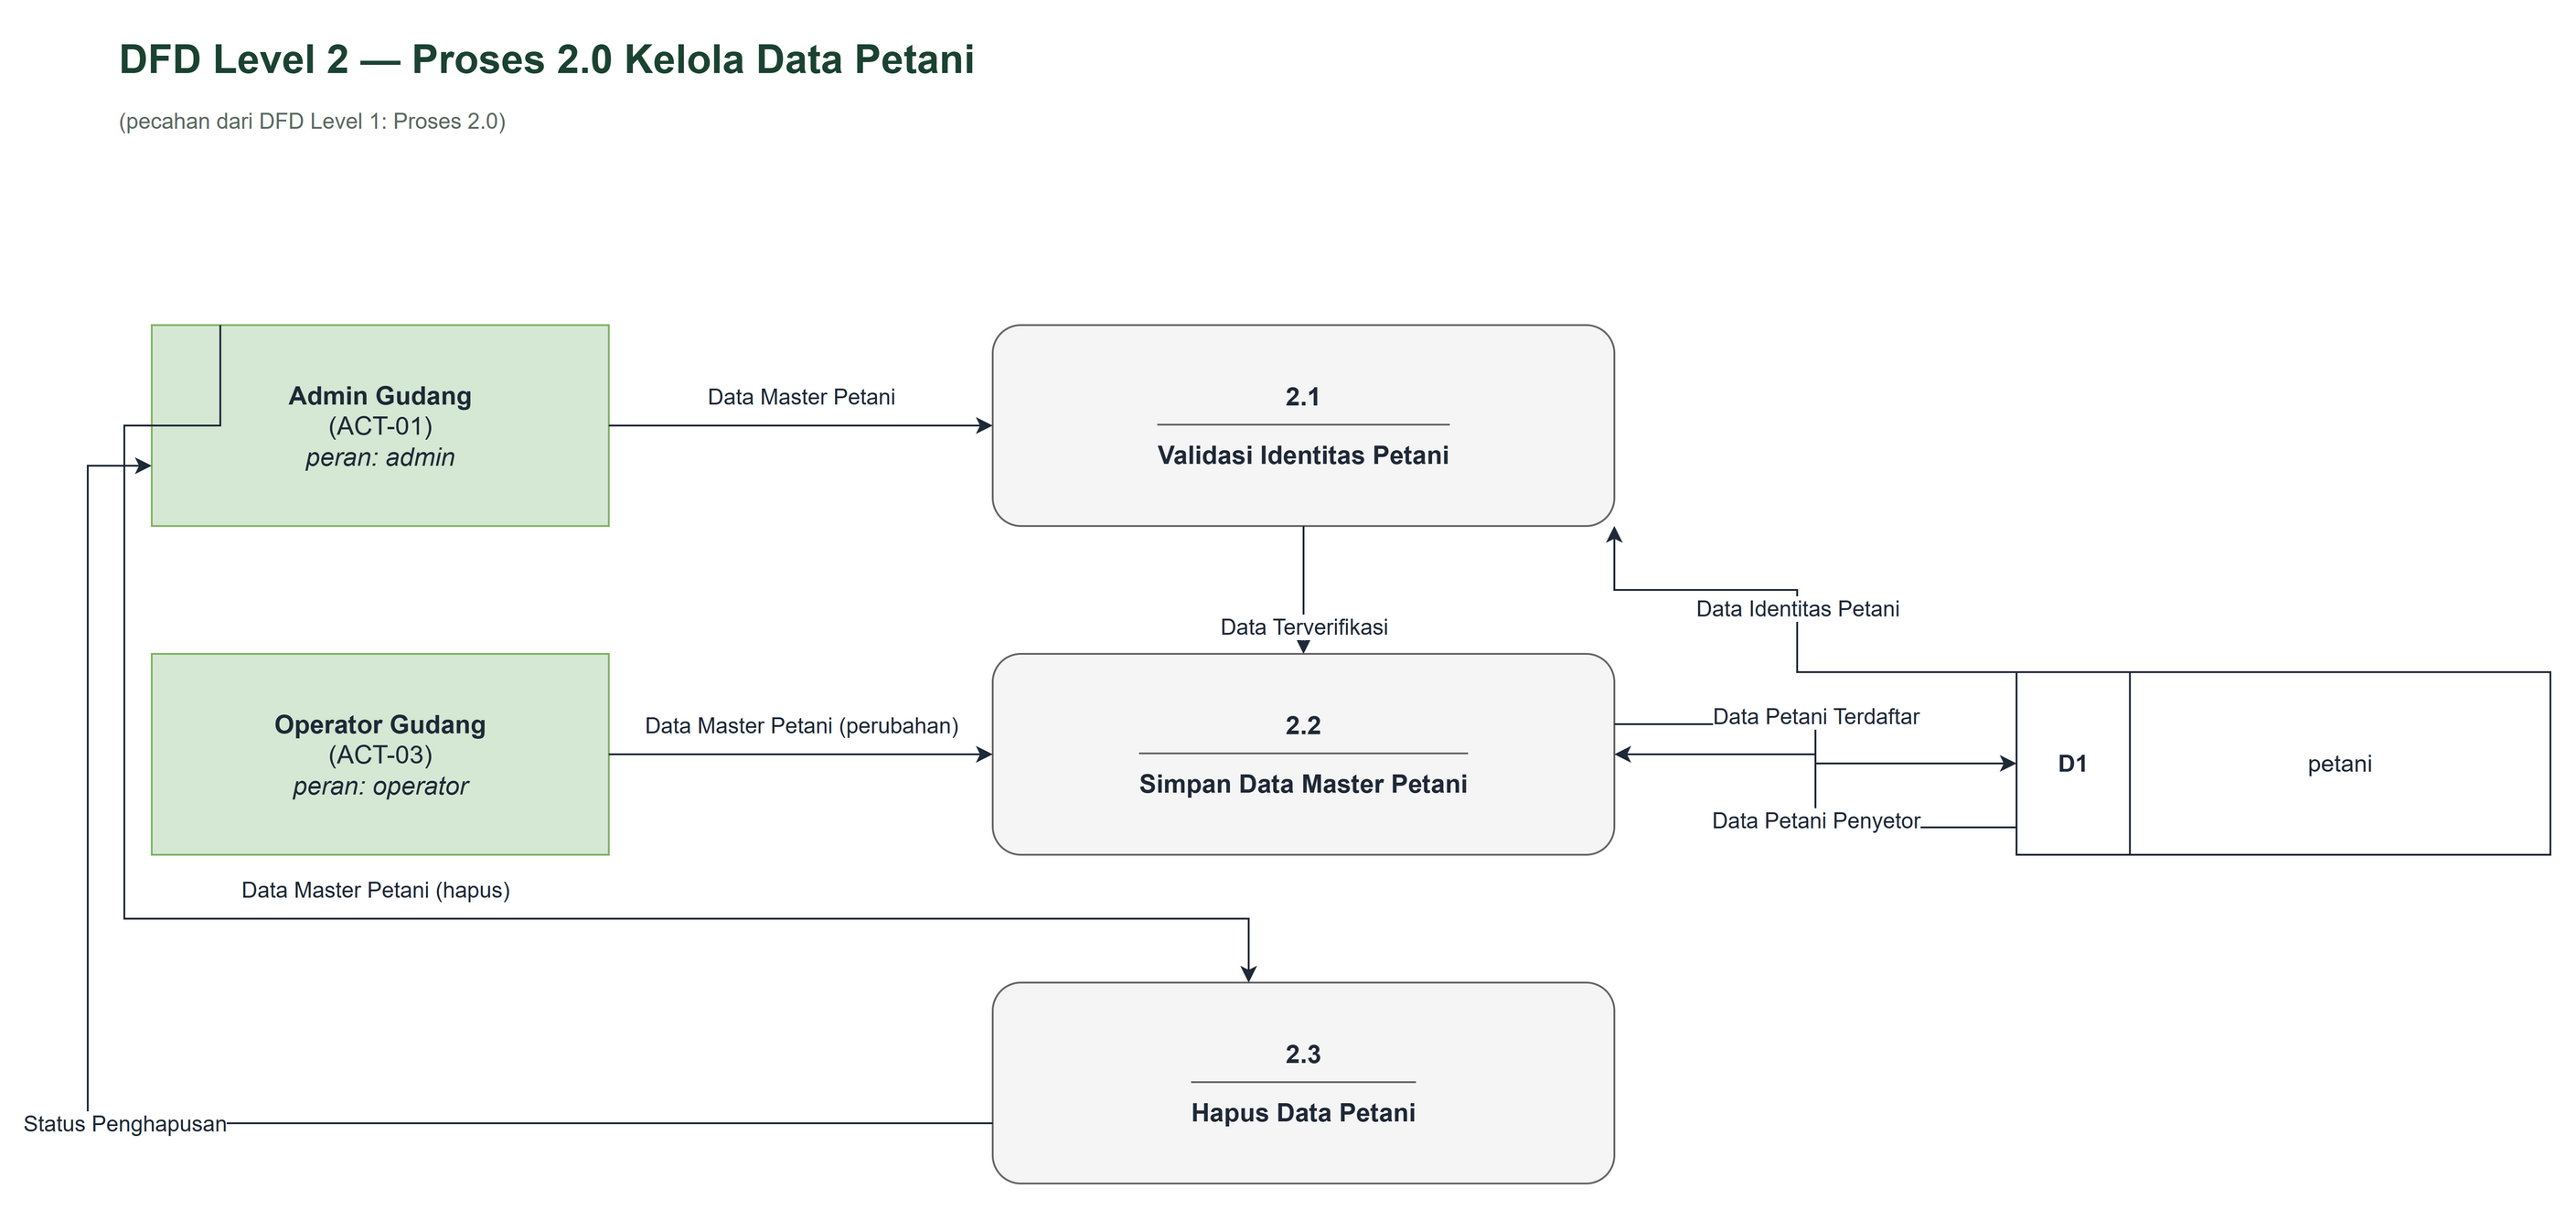 DFD Level 2 — Proses 2.0 Kelola Data Petani
(pecahan dari DFD Level 1: Proses 2.0)
Admin Gudang
(ACT-01)
peran: admin
Data Master Petani
2.1
Validasi Identitas Petani
Data Terverifikasi
Data Identitas Petani
Operator Gudang
(ACT-03)
peran: operator
Data Master Petani (perubahan)
2.2
Simpan Data Master Petani
Data Petani Terdaftar
Data Petani Penyetor
D1
petani
Data Master Petani (hapus)
2.3
Hapus Data Petani
Status Penghapusan